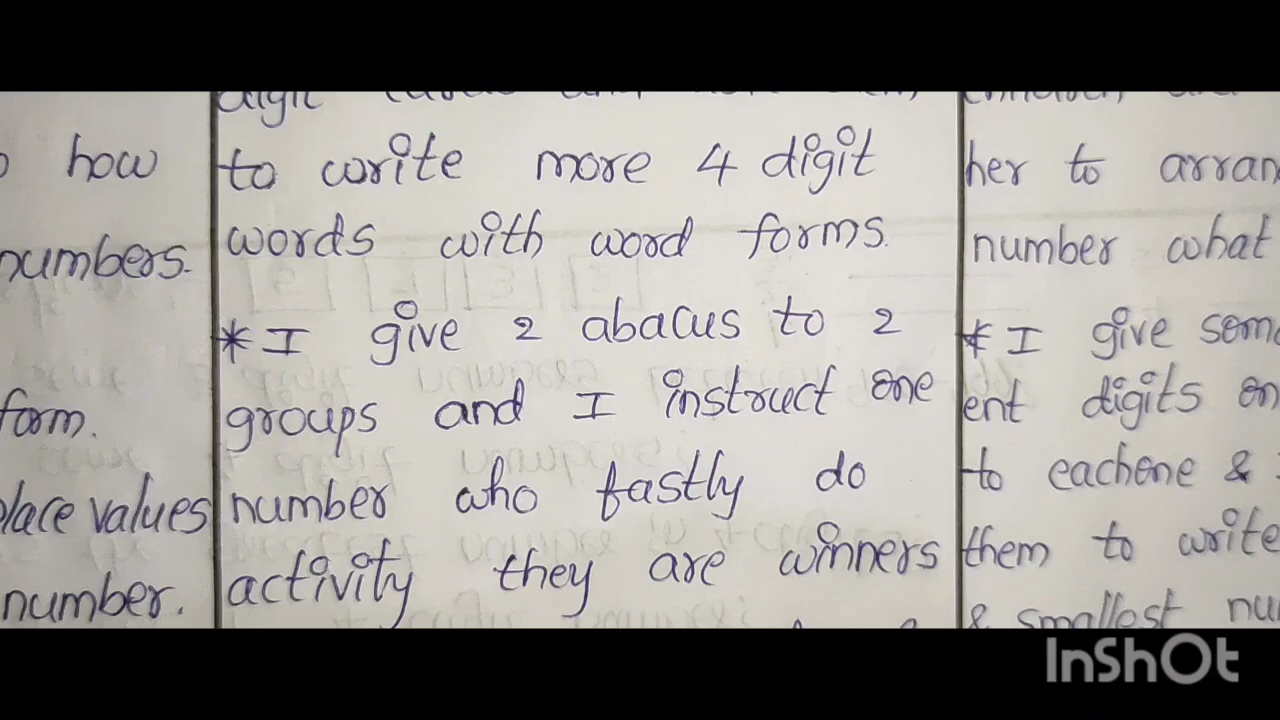 how
numbers.
form.
place values
number.
digit
to write more 4 digit
words with word forms.
*I give 2 abacus to 2
groups and I instruct one
number who fastly do
activity they are winners
her to arran
number what
*I give som
ent digits on
to eachone &
them to write
& smallest nu
InShOt